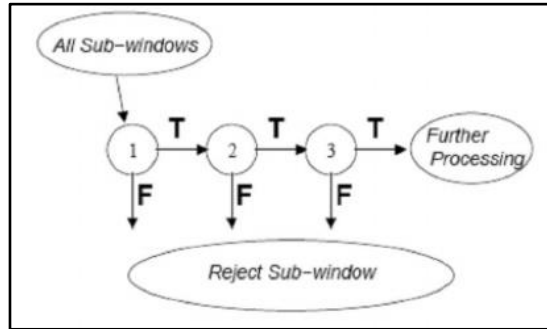 All Sub-windows
T T T
1 2 3
Further
Processing
F F F
Reject Sub-window